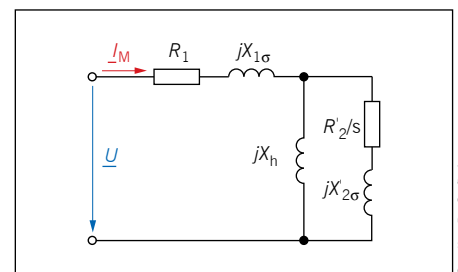 I_M
R_1
jX_1σ
U
jX_h
R'_2/s
jX'_2σ